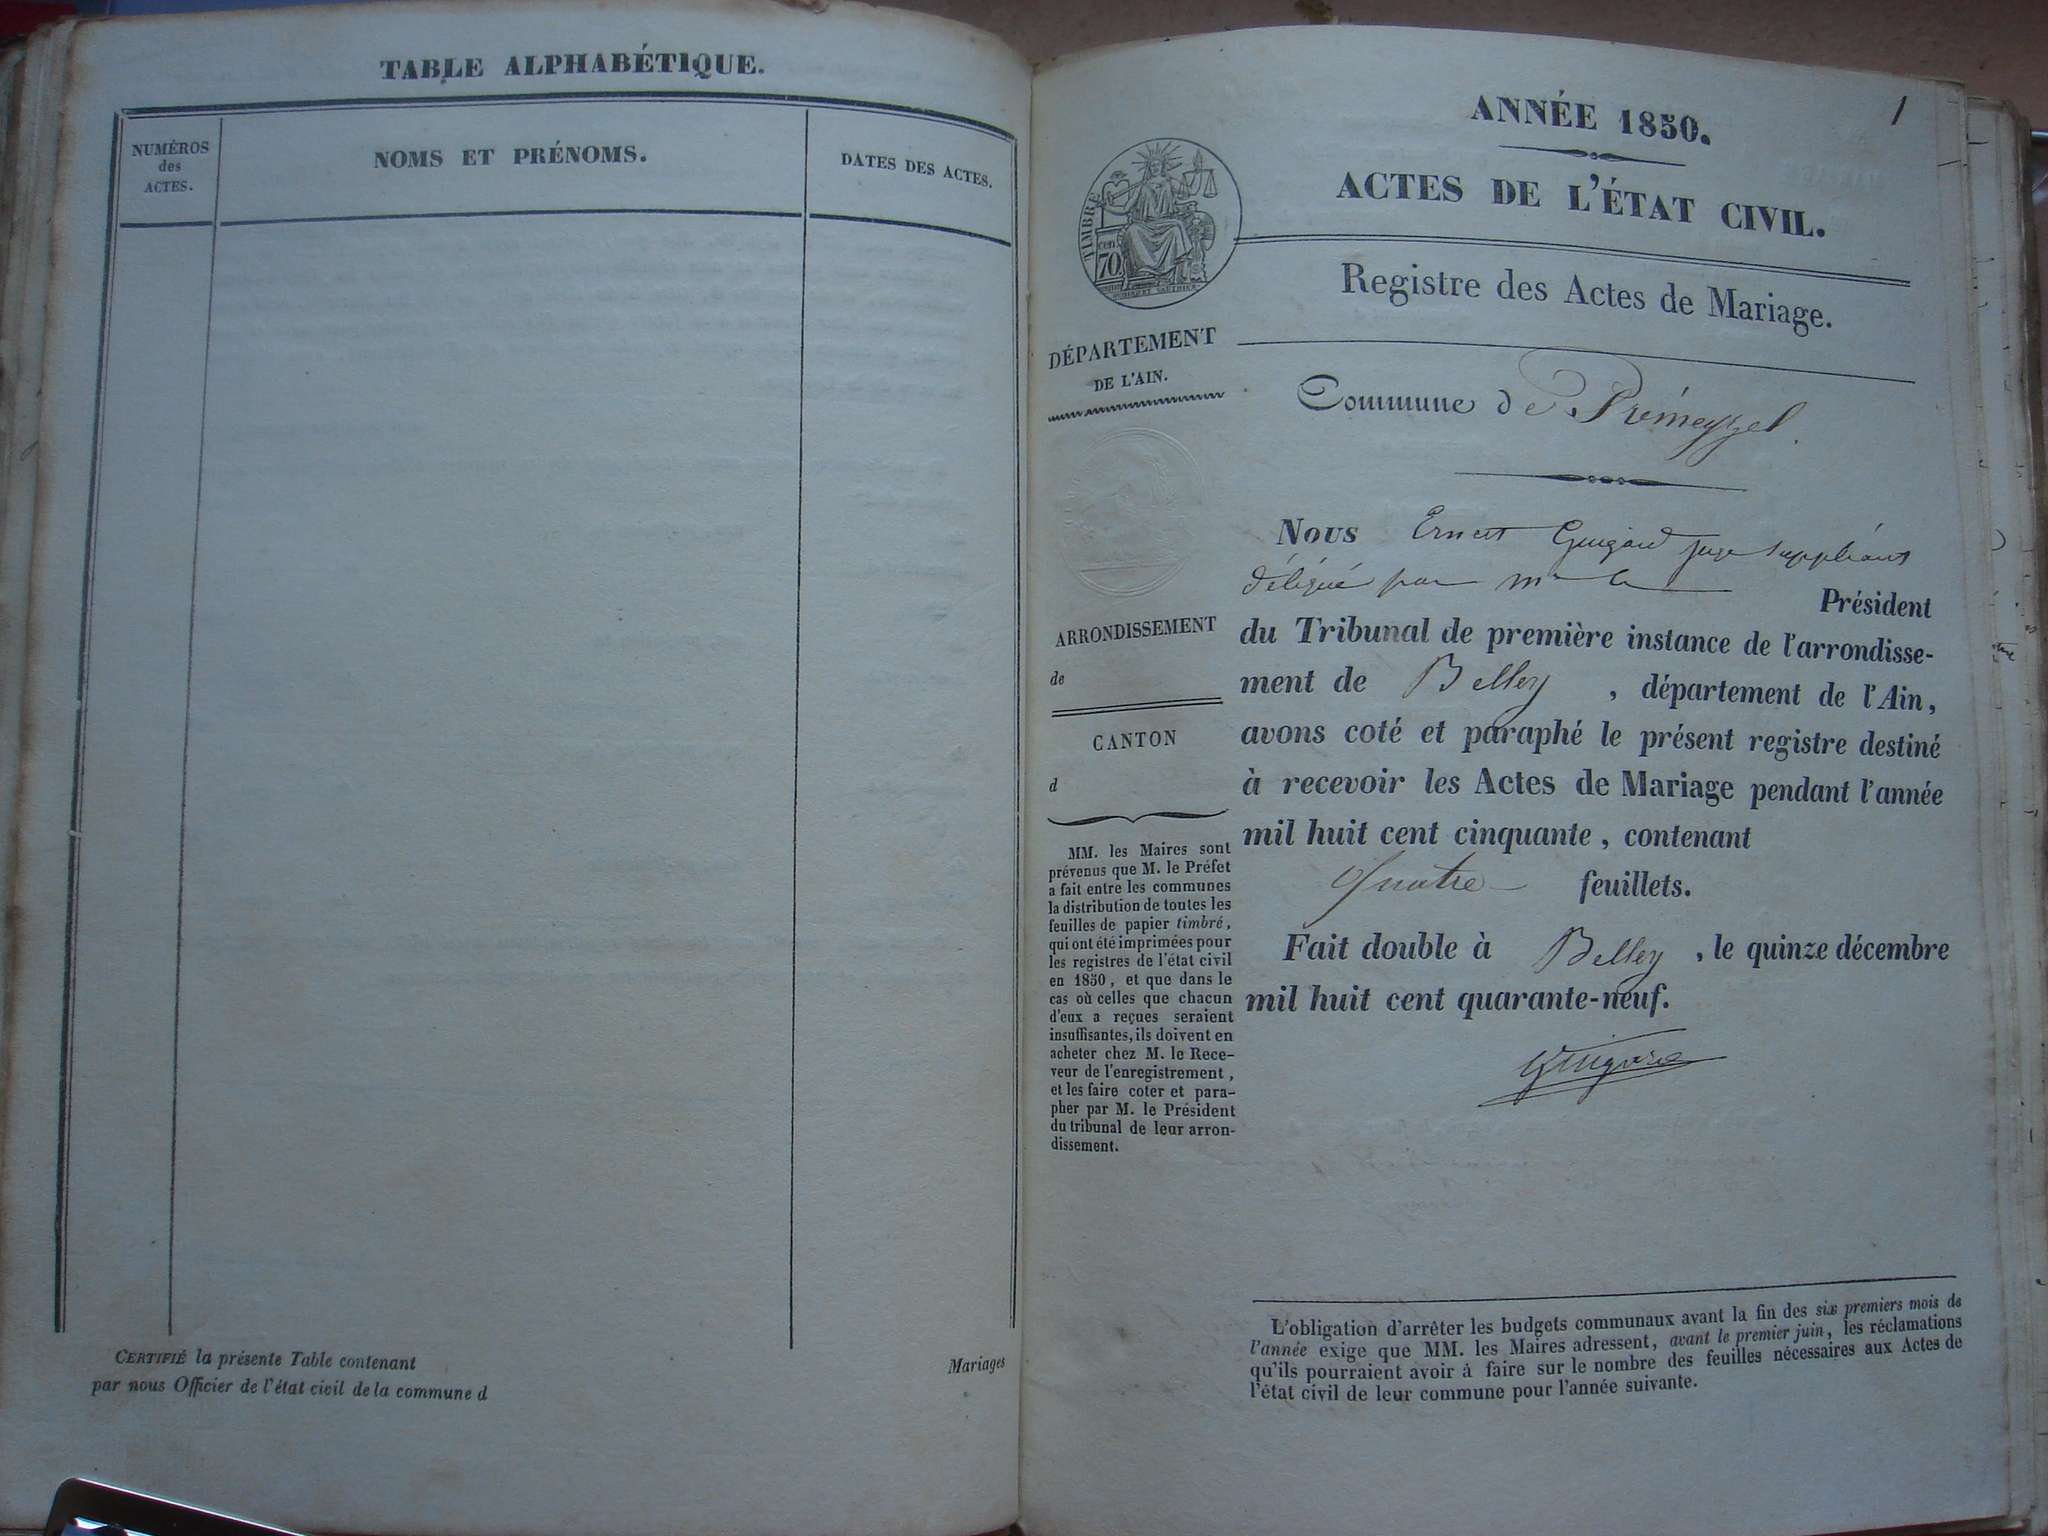 TABLE ALPHABÉTIQUE.
NUMÉROS
des
ACTES.
NOMS ET PRÉNOMS.
DATES DES ACTES.
CERTIFIÉ la présente Table contenant
par nous Officier de l'état civil de la commune d
Mariages
1
ANNÉE 1850.
ACTES DE L'ÉTAT CIVIL.
Registre des Actes de Mariage.
TIMBRE
cen
70
DÉPARTEMENT
DE L'AIN.
ARRONDISSEMENT
de
CANTON
d
MM. les Maires sont
prévenus que M. le Préfet
a fait entre les communes
la distribution de toutes les
feuilles de papier timbré,
qui ont été imprimées pour
les registres de l'état civil
en 1850, et que dans le
cas où celles que chacun
d'eux a reçues seraient
insuffisantes, ils doivent en
acheter chez M. le Rece-
veur de l'enregistrement,
et les faire coter et para-
pher par M. le Président
du tribunal de leur arron-
dissement.
Commune de Prémeyzel.
Nous Ernest Guigard juge suppléant
délégué par Mr le Président
du Tribunal de première instance de l'arrondisse-
ment de Belley, département de l'Ain,
avons coté et paraphé le présent registre destiné
à recevoir les Actes de Mariage pendant l'année
mil huit cent cinquante, contenant
Quatre feuillets.
Fait double à Belley, le quinze décembre
mil huit cent quarante-neuf.
Guigard
L'obligation d'arrêter les budgets communaux avant la fin des six premiers mois de
l'année exige que MM. les Maires adressent, avant le premier juin, les réclamations
qu'ils pourraient avoir à faire sur le nombre des feuilles nécessaires aux Actes de
l'état civil de leur commune pour l'année suivante.